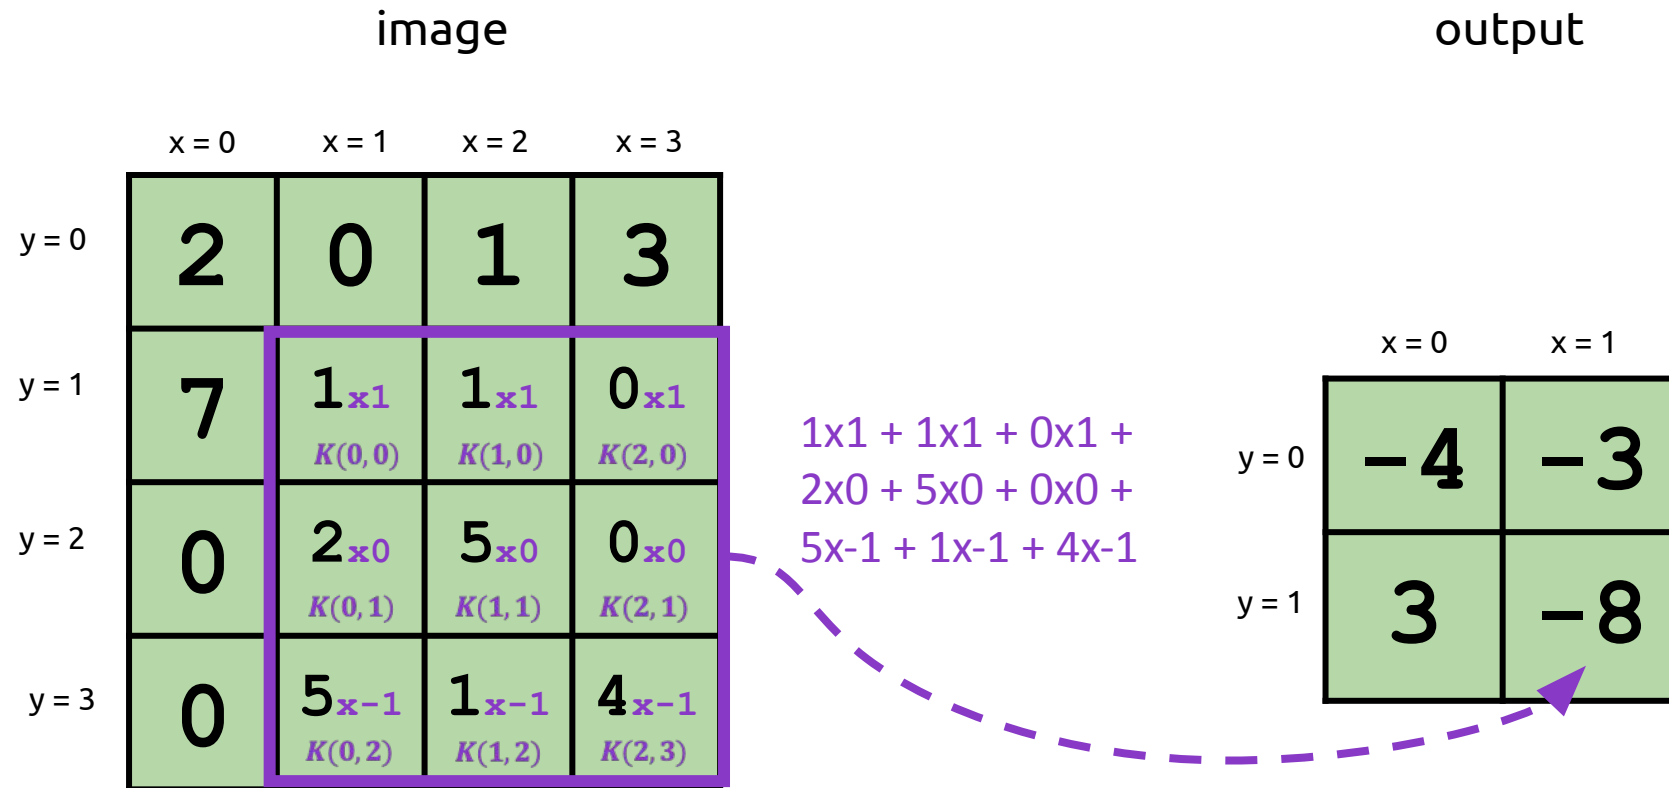 image
output
x = 0 x = 1 x = 2 x = 3
y = 0 2 0 1 3
y = 1 7 1x1 1x1 0x1
K(0,0) K(1,0) K(2,0)
y = 2 0 2x0 5x0 0x0
K(0,1) K(1,1) K(2,1)
y = 3 0 5x-1 1x-1 4x-1
K(0,2) K(1,2) K(2,3)
1x1 + 1x1 + 0x1 +
2x0 + 5x0 + 0x0 +
5x-1 + 1x-1 + 4x-1
x = 0 x = 1
y = 0 -4 -3
y = 1 3 -8